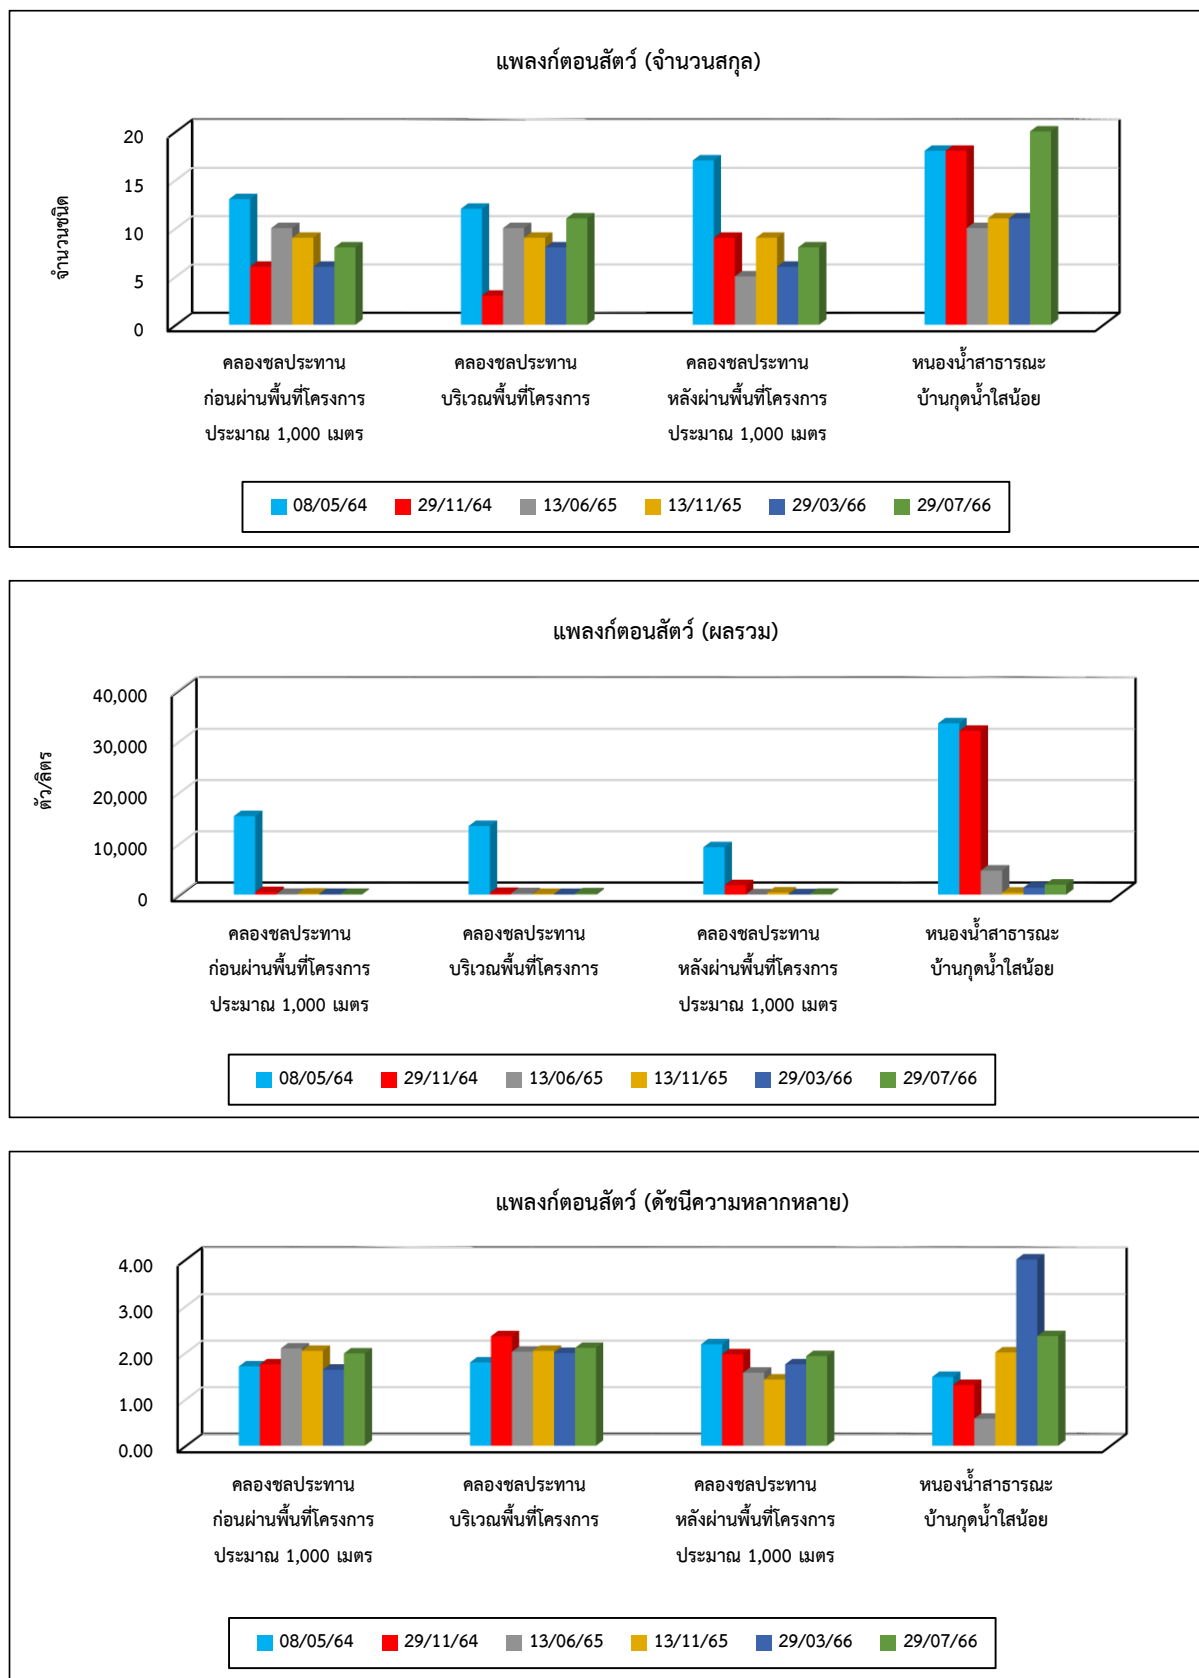 แพลงก์ตอนสัตว์ (จำนวนสกุล)
จำนวนชนิด
20
15
10
5
0
คลองชลประทาน คลองชลประทาน คลองชลประทาน หนองน้ำสาธารณะ
ก่อนผ่านพื้นที่โครงการ บริเวณพื้นที่โครงการ หลังผ่านพื้นที่โครงการ บ้านกุดน้ำใสน้อย
ประมาณ 1,000 เมตร ประมาณ 1,000 เมตร
08/05/64 29/11/64 13/06/65 13/11/65 29/03/66 29/07/66
แพลงก์ตอนสัตว์ (ผลรวม)
ตัว/ลิตร
40,000
30,000
20,000
10,000
0
คลองชลประทาน คลองชลประทาน คลองชลประทาน หนองน้ำสาธารณะ
ก่อนผ่านพื้นที่โครงการ บริเวณพื้นที่โครงการ หลังผ่านพื้นที่โครงการ บ้านกุดน้ำใสน้อย
ประมาณ 1,000 เมตร ประมาณ 1,000 เมตร
08/05/64 29/11/64 13/06/65 13/11/65 29/03/66 29/07/66
แพลงก์ตอนสัตว์ (ดัชนีความหลากหลาย)
4.00
3.00
2.00
1.00
0.00
คลองชลประทาน คลองชลประทาน คลองชลประทาน หนองน้ำสาธารณะ
ก่อนผ่านพื้นที่โครงการ บริเวณพื้นที่โครงการ หลังผ่านพื้นที่โครงการ บ้านกุดน้ำใสน้อย
ประมาณ 1,000 เมตร ประมาณ 1,000 เมตร
08/05/64 29/11/64 13/06/65 13/11/65 29/03/66 29/07/66